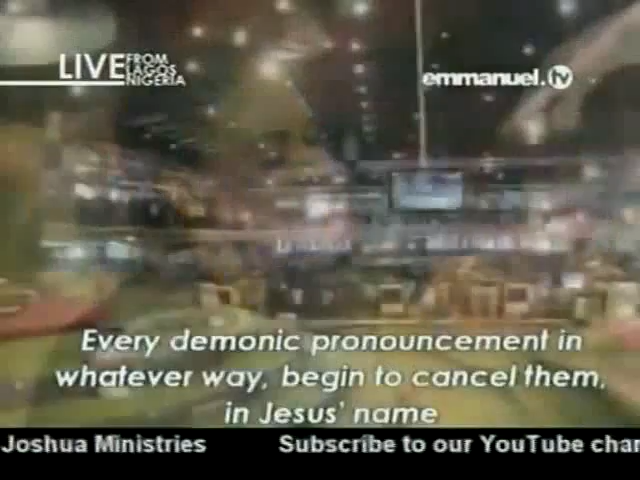 LIVE FROM
LAGOS
NIGERIA
emmanuel.tv
Every demonic pronouncement in
whatever way, begin to cancel them,
in Jesus' name
Joshua Ministries Subscribe to our YouTube chan